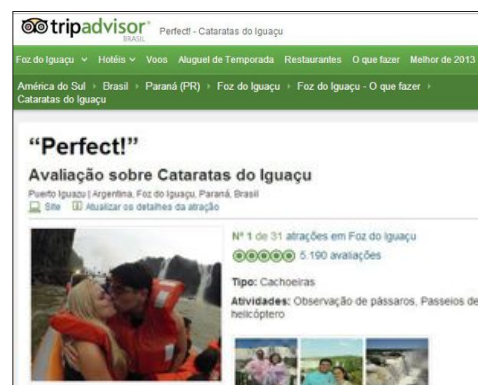 tripadvisor®
BRASIL
Perfect! - Cataratas do Iguaçu
Foz do Iguaçu Hotéis Voos Aluguel de Temporada Restaurantes O que fazer Melhor de 2013
América do Sul › Brasil › Paraná (PR) › Foz do Iguaçu › Foz do Iguaçu - O que fazer ›
Cataratas do Iguaçu
“Perfect!”
Avaliação sobre Cataratas do Iguaçu
Puerto Iguazu | Argentina, Foz do Iguaçu, Paraná, Brasil
Site Atualizar os detalhes da atração
Nº 1 de 31 atrações em Foz do Iguaçu
5.190 avaliações
Tipo: Cachoeiras
Atividades: Observação de pássaros, Passeios de
helicóptero